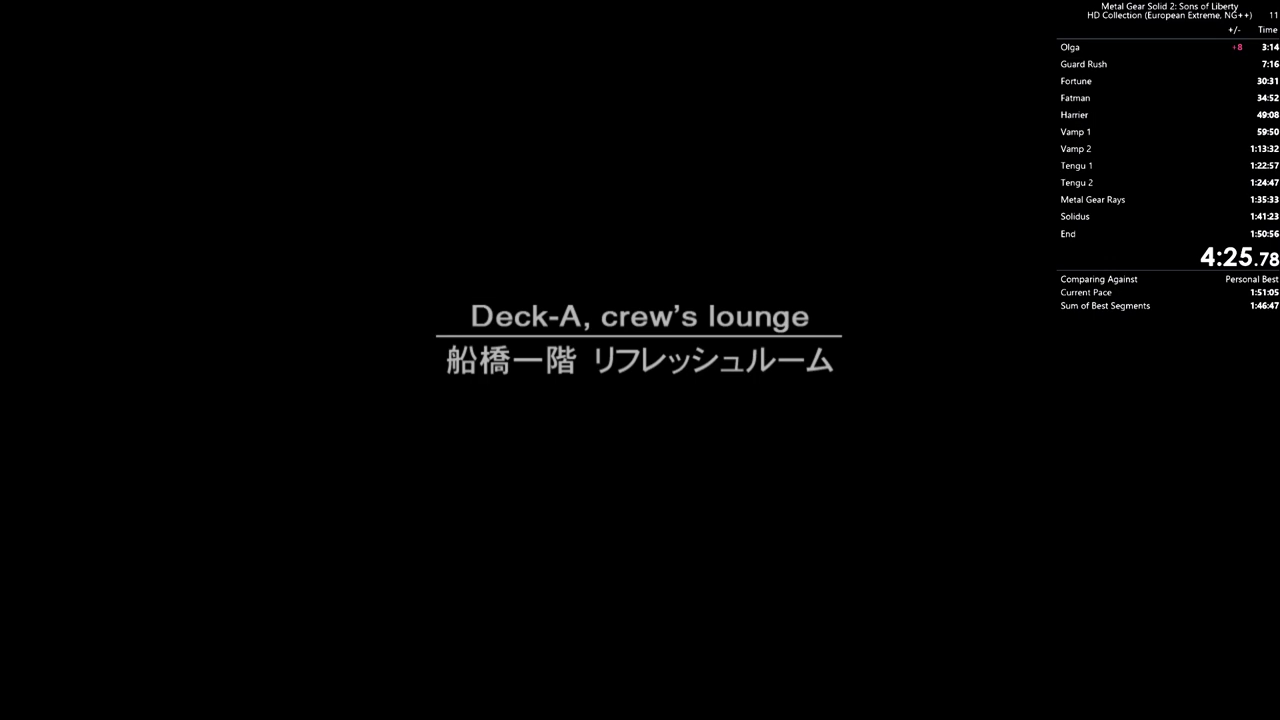 Metal Gear Solid 2: Sons of Liberty
HD Collection (European Extreme, NG++) 11
+/- Time
Olga +8 3:14
Guard Rush 7:16
Fortune 30:31
Fatman 34:52
Harrier 49:08
Vamp 1 59:50
Vamp 2 1:13:32
Tengu 1 1:22:57
Tengu 2 1:24:47
Metal Gear Rays 1:35:33
Solidus 1:41:23
End 1:50:56
4:25.78
Comparing Against Personal Best
Current Pace 1:51:05
Sum of Best Segments 1:46:47
Deck-A, crew's lounge
船橋一階 リフレッシュルーム